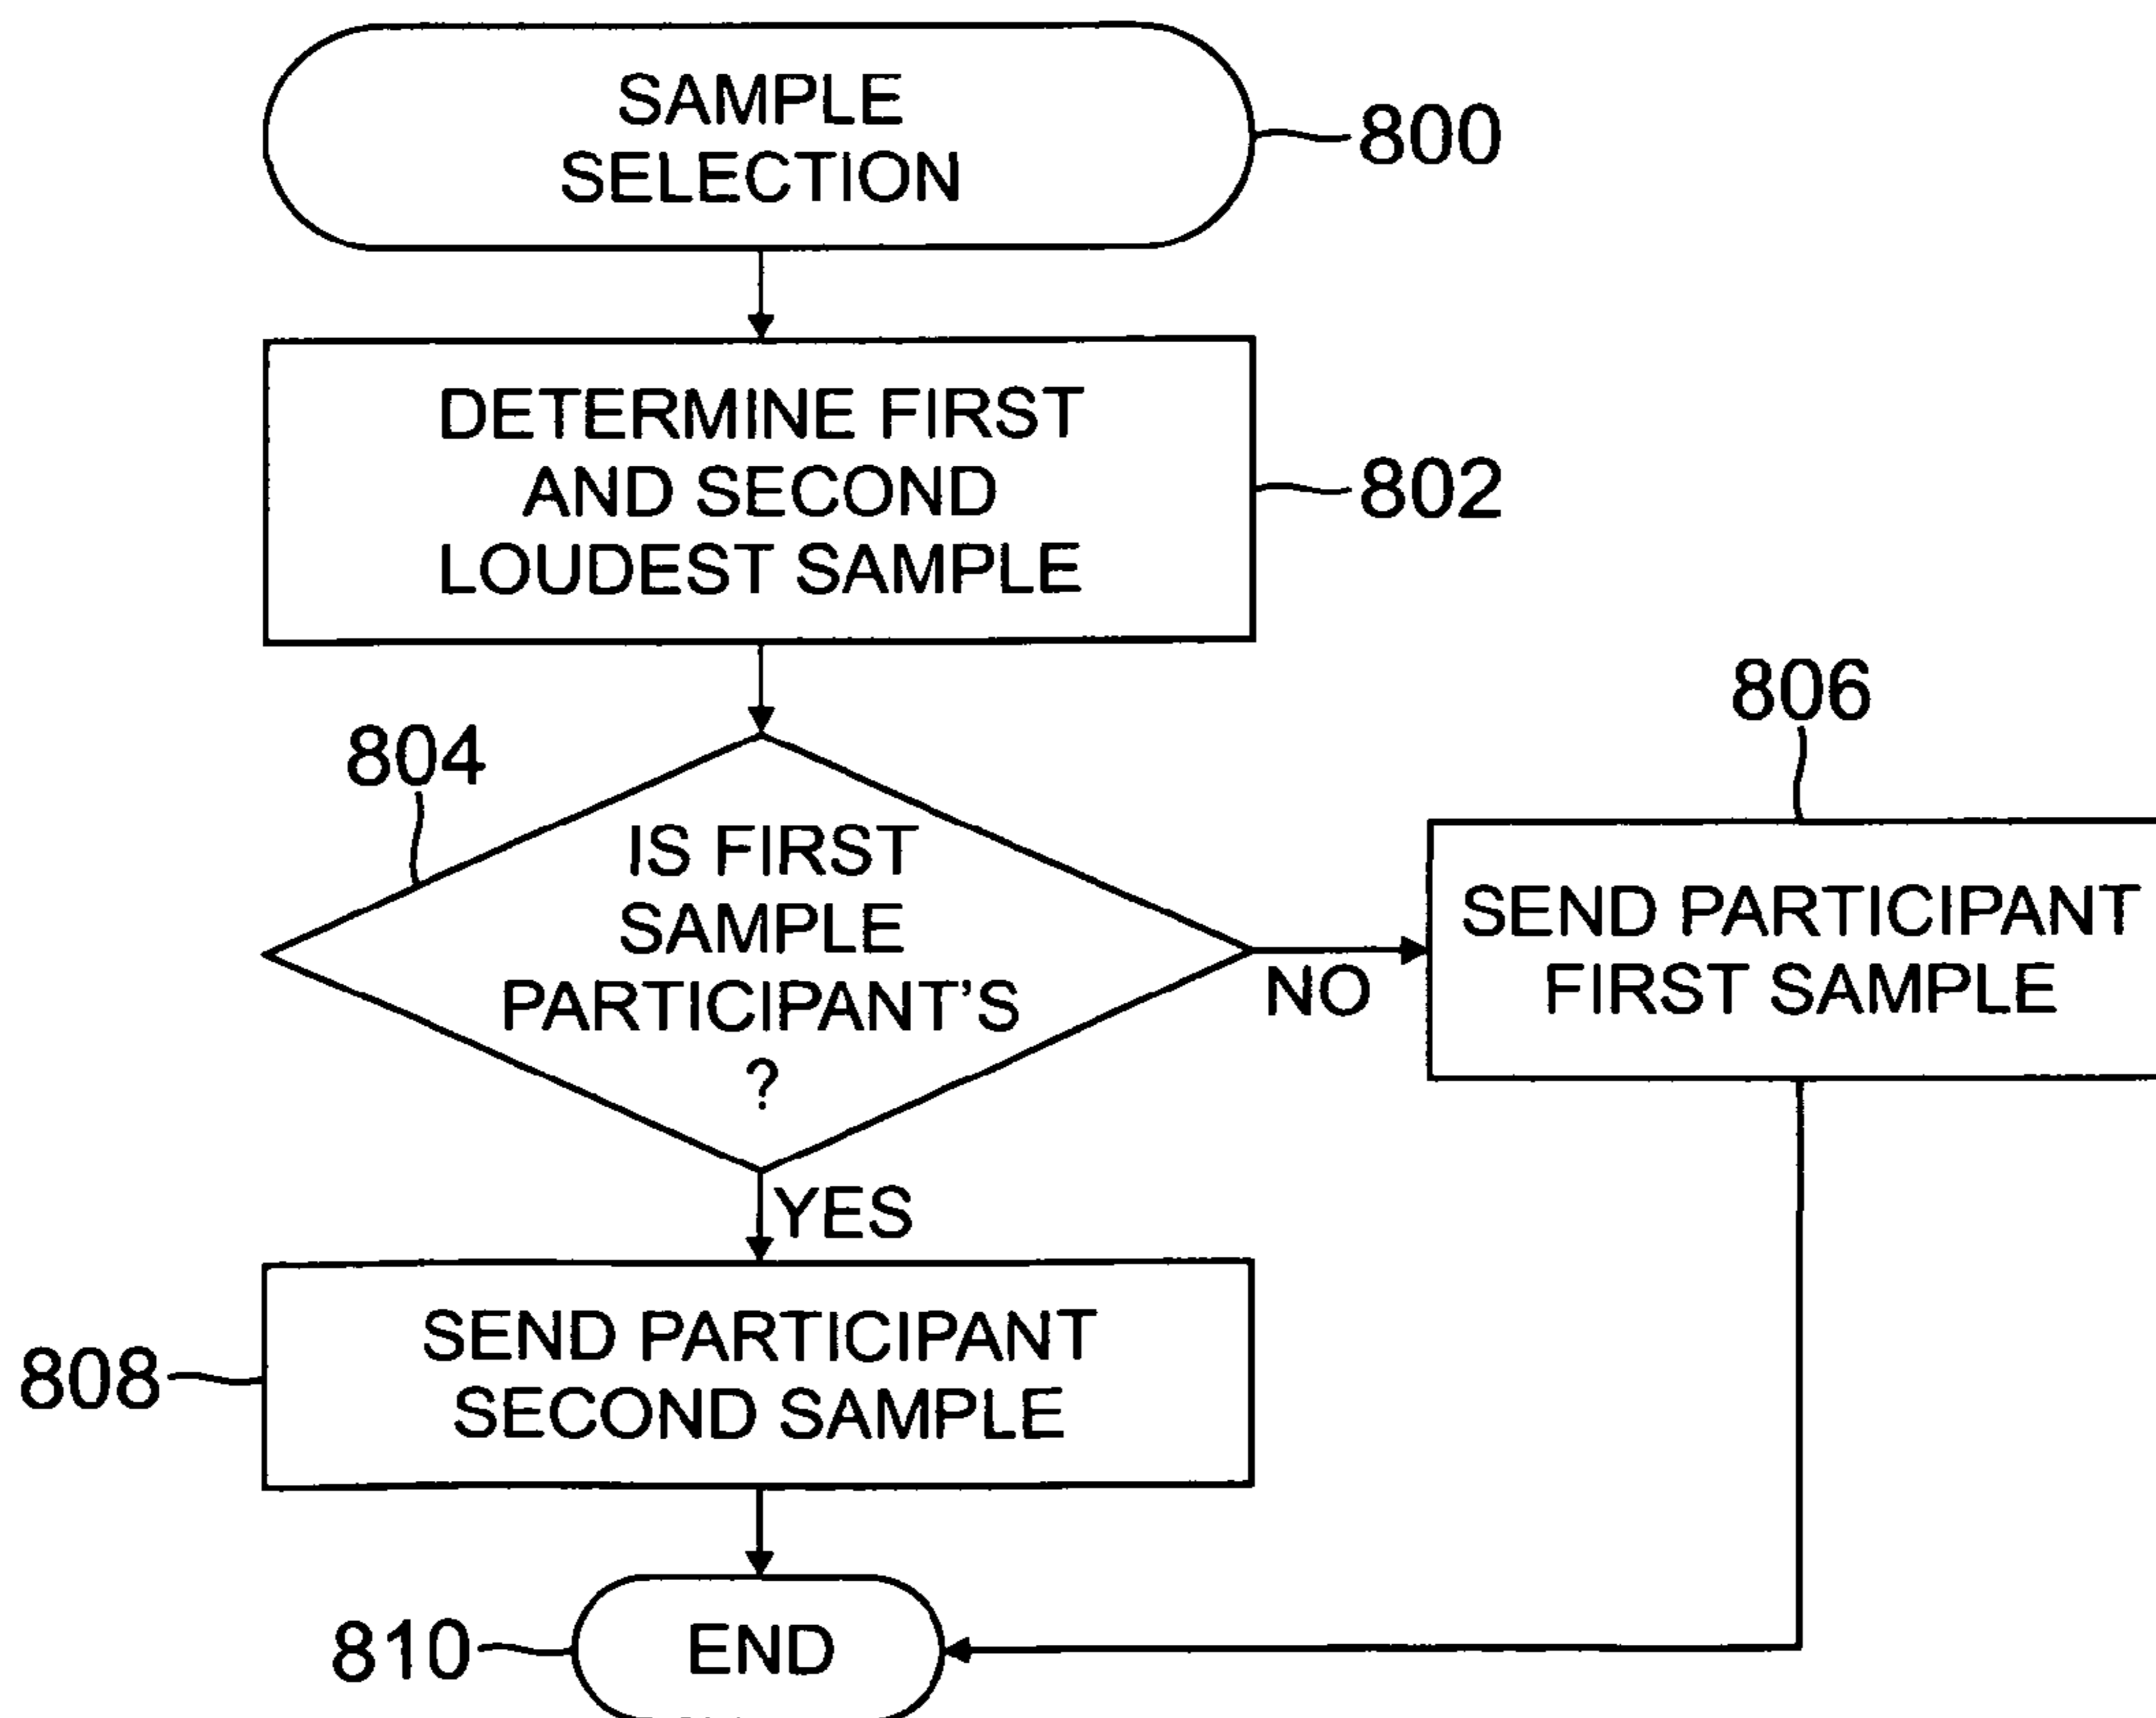 SAMPLE
SELECTION
800
DETERMINE FIRST
AND SECOND
LOUDEST SAMPLE
802
804
IS FIRST
SAMPLE
PARTICIPANT'S
?
NO
806
SEND PARTICIPANT
FIRST SAMPLE
YES
808
SEND PARTICIPANT
SECOND SAMPLE
810
END